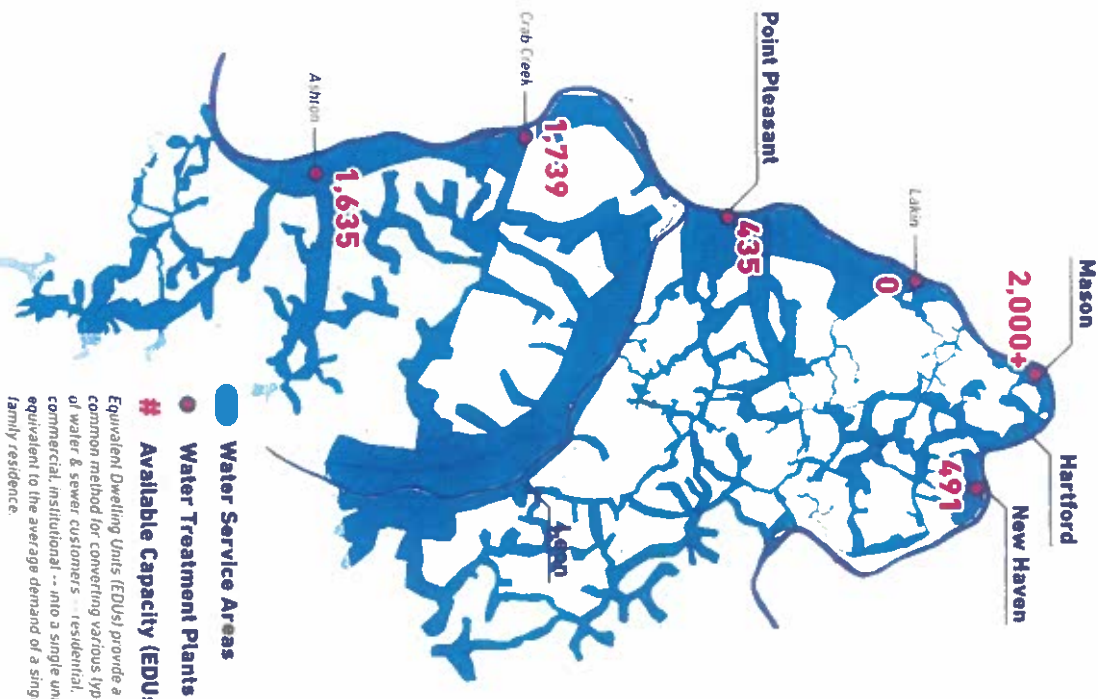 Mason
Hartford
New Haven
2,000+
491
Lakin
0
Point Pleasant
435
Crab Creek
1,739
Leon
Ashton
1,635
Water Service Areas
Water Treatment Plants
# Available Capacity (EDUs
Equivalent Dwelling Units (EDUs) provide a
common method for converting various typ
of water & sewer customers -- residential,
commercial, institutional -- into a single un
equivalent to the average demand of a sing
family residence.